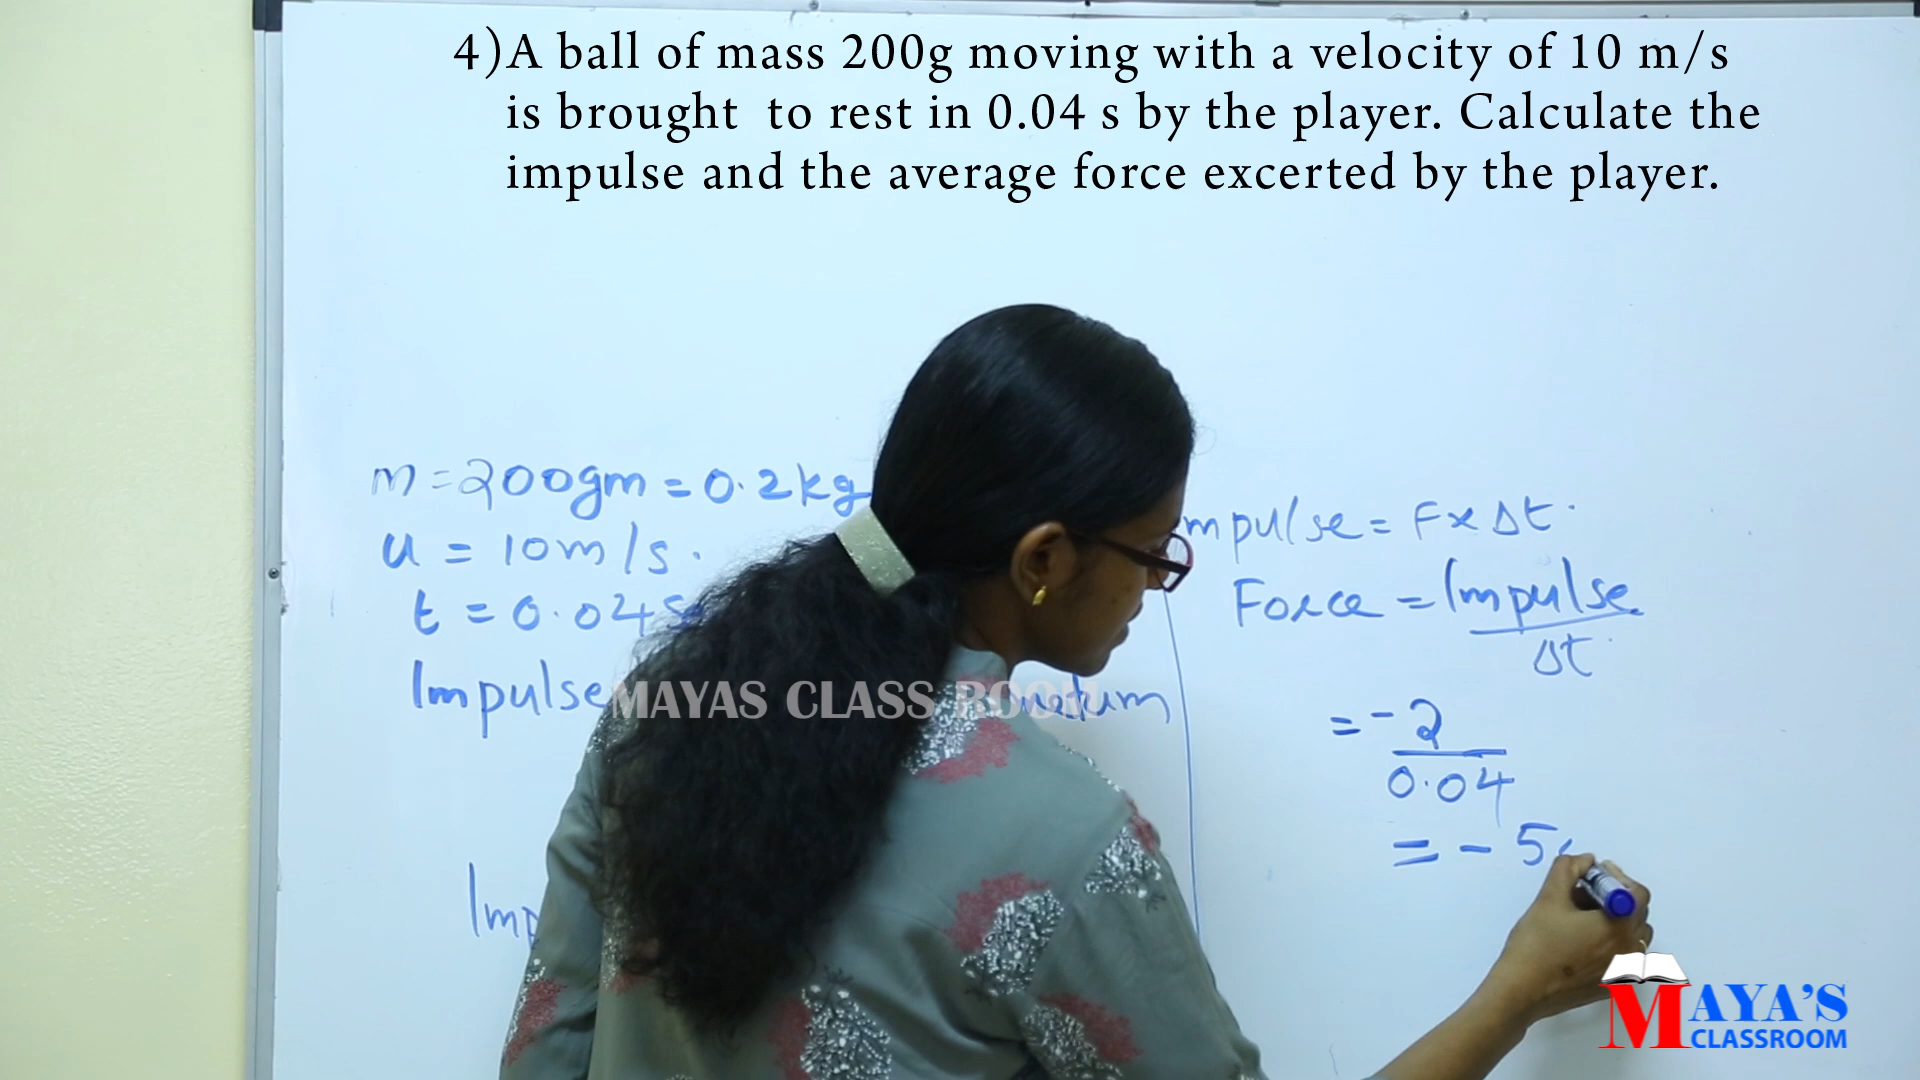 4)A ball of mass 200g moving with a velocity of 10 m/s
is brought to rest in 0.04 s by the player. Calculate the
impulse and the average force excerted by the player.
m = 200gm = 0.2kg
u = 10m/s.
t = 0.04s
Impulse
MAYAS CLASS ROOM
mpulse = F x Δt.
Force = Impulse
Δt
= -2
0.04
= - 5
Imp
MAYA'S
CLASSROOM